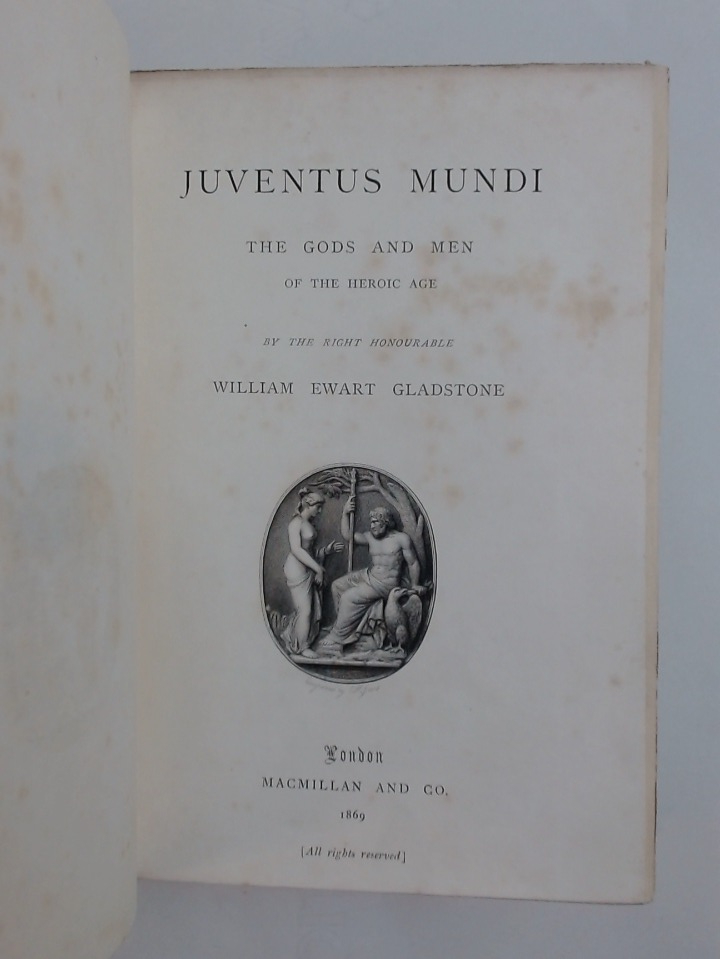 JUVENTUS MUNDI
THE GODS AND MEN
OF THE HEROIC AGE
BY THE RIGHT HONOURABLE
WILLIAM EWART GLADSTONE
London
MACMILLAN AND CO.
1869
[All rights reserved]